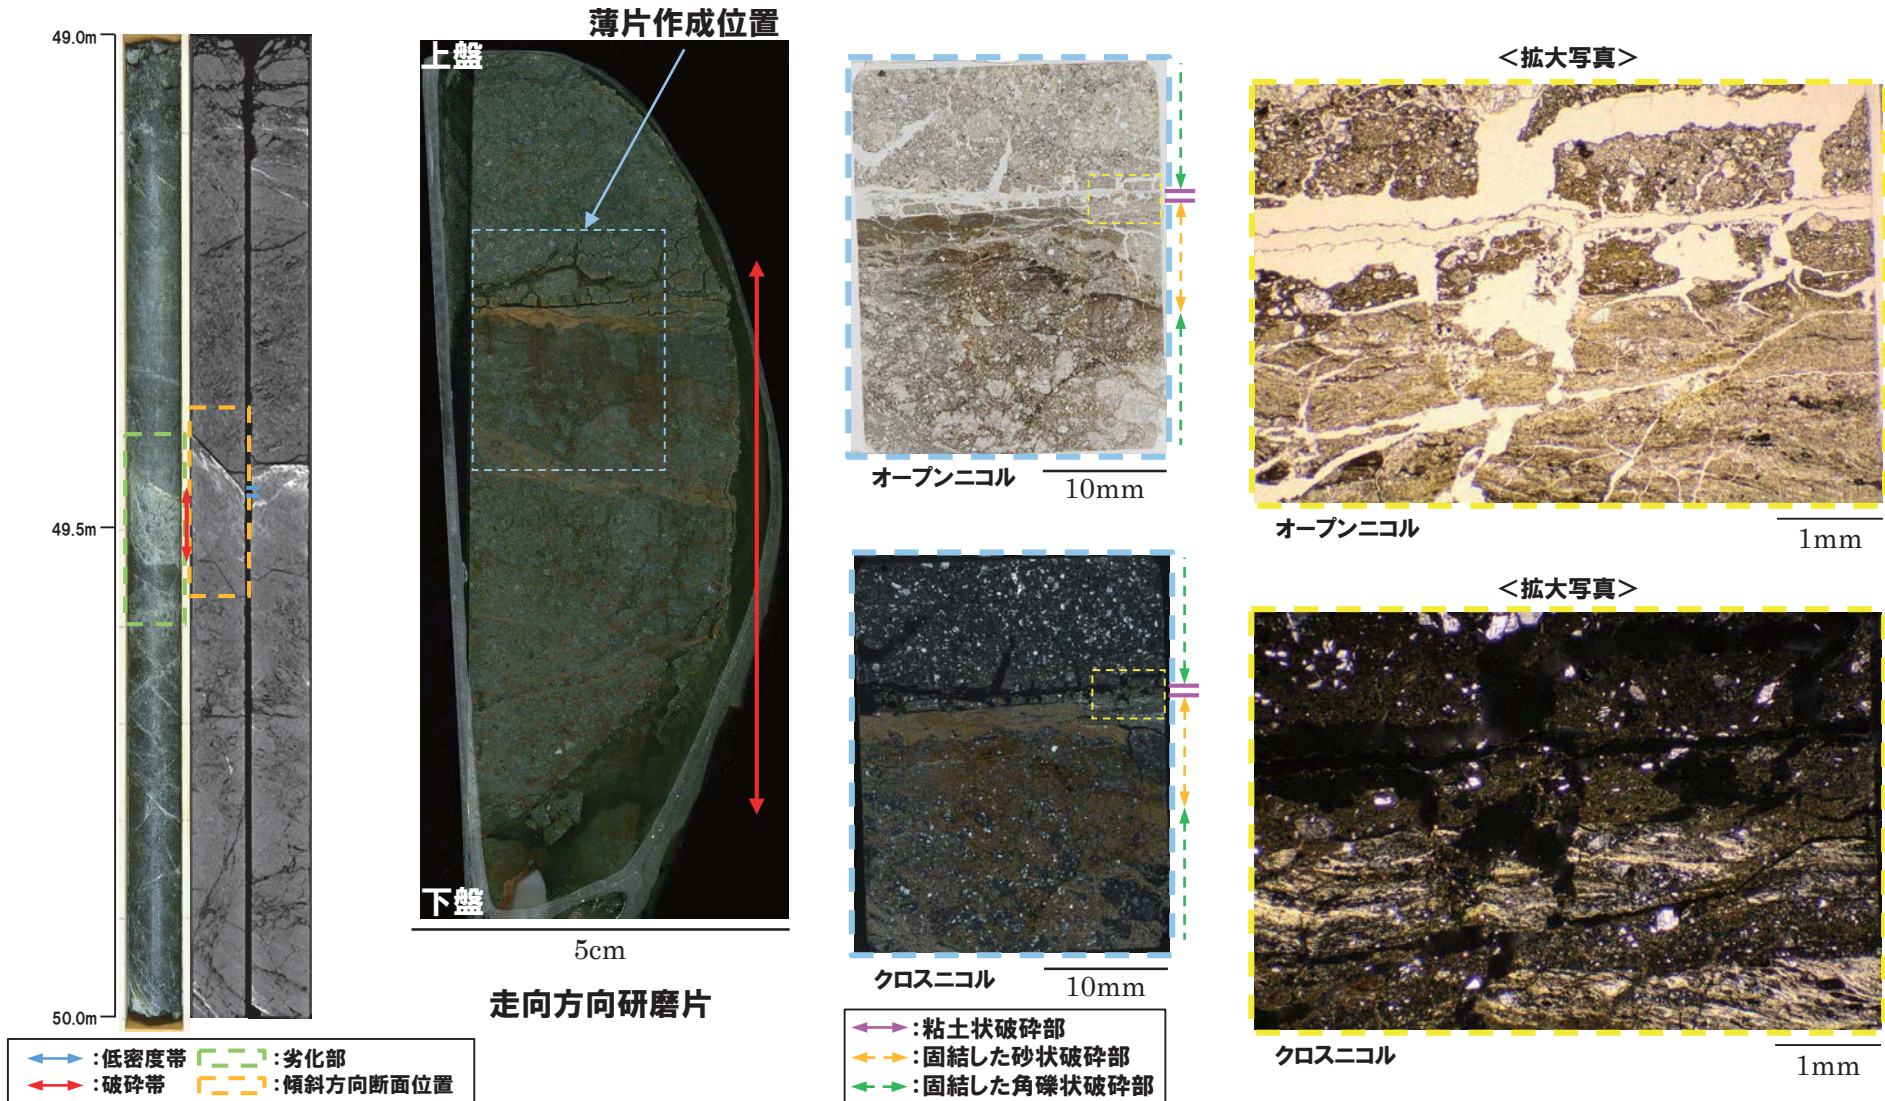 49.0m
49.5m
50.0m
:低密度帯
:劣化部
:破砕帯
:傾斜方向断面位置
薄片作成位置
上盤
下盤
5cm
走向方向研磨片
オープンニコル
10mm
クロスニコル
10mm
:粘土状破砕部
:固結した砂状破砕部
:固結した角礫状破砕部
<拡大写真>
オープンニコル
1mm
<拡大写真>
クロスニコル
1mm